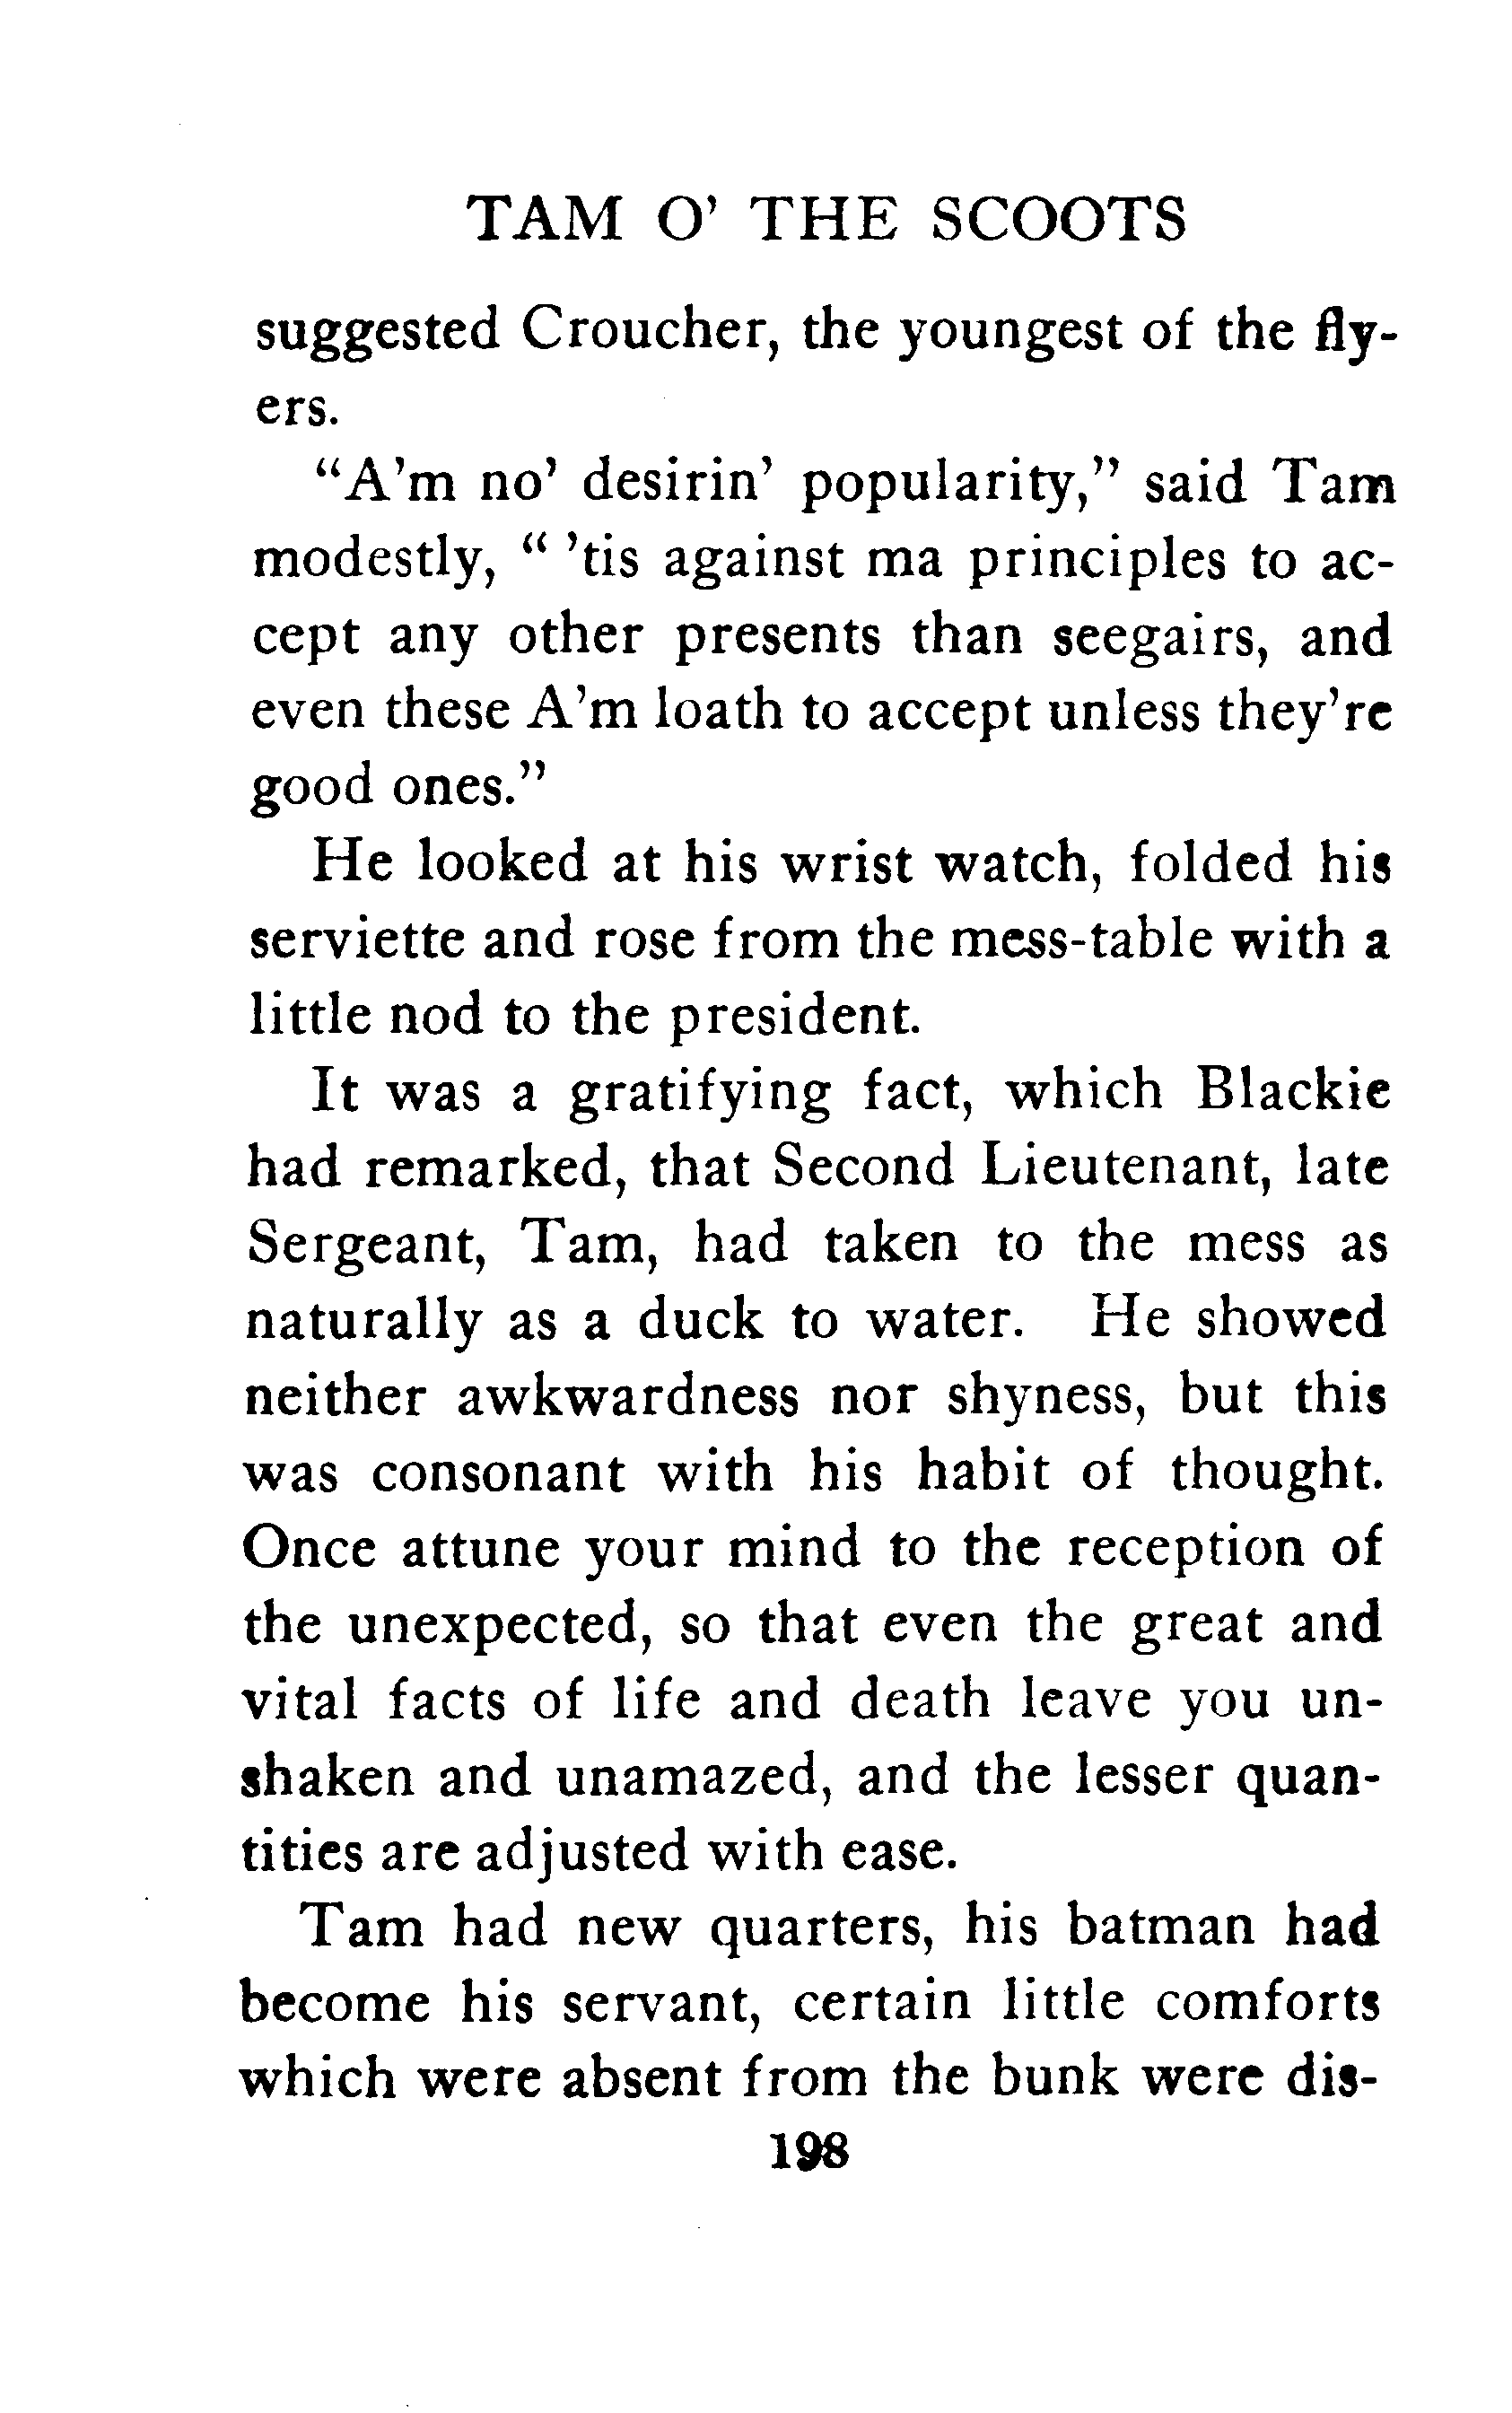 TAM O' THE SCOOTS
suggested Croucher, the youngest of the fly-
ers.
"A'm no' desirin' popularity," said Tam
modestly, " 'tis against ma principles to ac-
cept any other presents than seegairs, and
even these A'm loath to accept unless they're
good ones."
He looked at his wrist watch, folded his
serviette and rose from the mess-table with a
little nod to the president.
It was a gratifying fact, which Blackie
had remarked, that Second Lieutenant, late
Sergeant, Tam, had taken to the mess as
naturally as a duck to water. He showed
neither awkwardness nor shyness, but this
was consonant with his habit of thought.
Once attune your mind to the reception of
the unexpected, so that even the great and
vital facts of life and death leave you un-
shaken and unamazed, and the lesser quan-
tities are adjusted with ease.
Tam had new quarters, his batman had
become his servant, certain little comforts
which were absent from the bunk were dis-
198